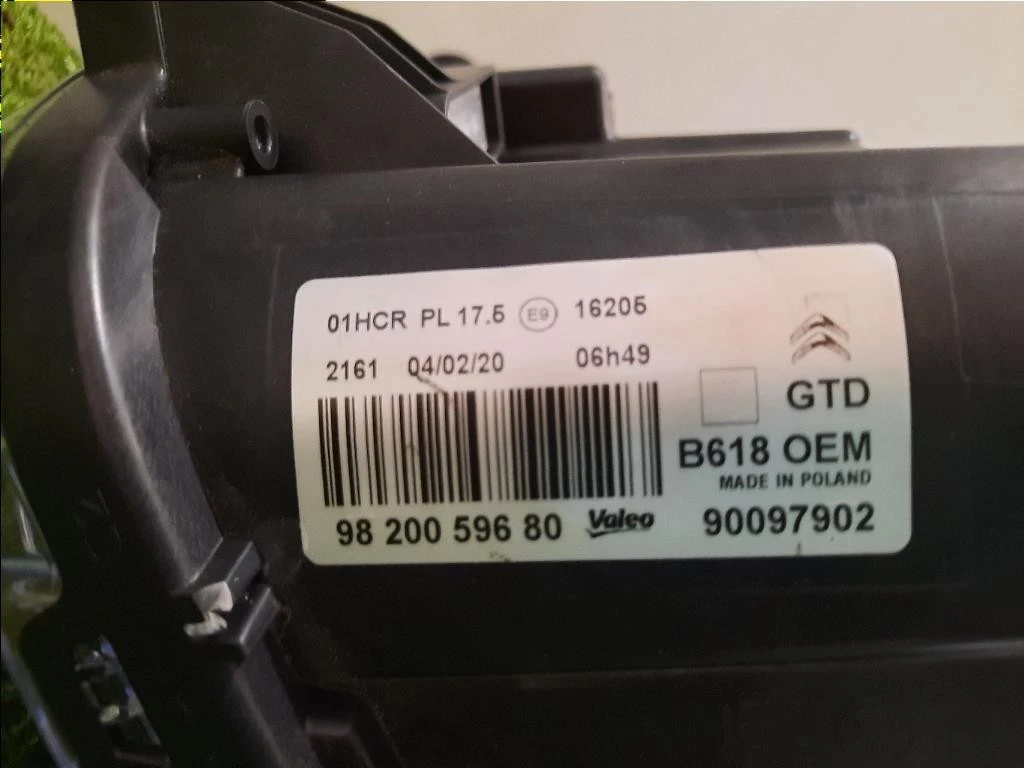 01HCR PL 17.5 E9 16205
2161 04/02/20 06h49
GTD
B618 OEM
MADE IN POLAND
98 200 596 80 Valeo 90097902